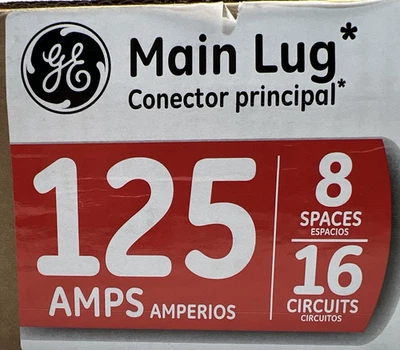 GE
Main Lug*
Conector principal*
125
AMPS AMPERIOS
8
SPACES
ESPACIOS
16
CIRCUITS
CIRCUITOS